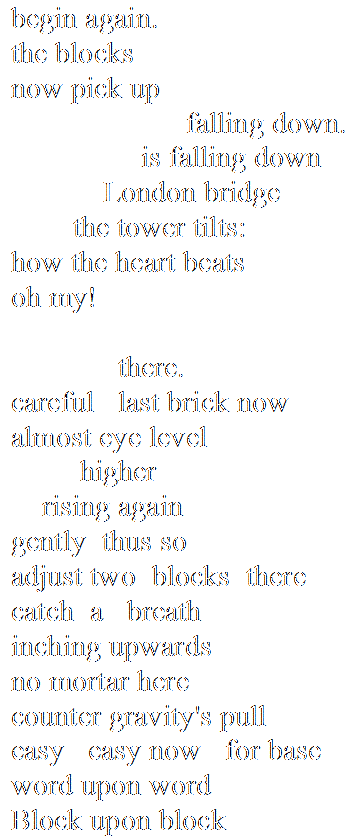 begin again.
the blocks
now pick up
falling down.
is falling down
London bridge
the tower tilts:
how the heart beats
oh my!
there.
careful last brick now
almost eye level
higher
rising again
gently thus so
adjust two blocks there
catch a breath
inching upwards
no mortar here
counter gravity's pull
easy easy now for base
word upon word
Block upon block